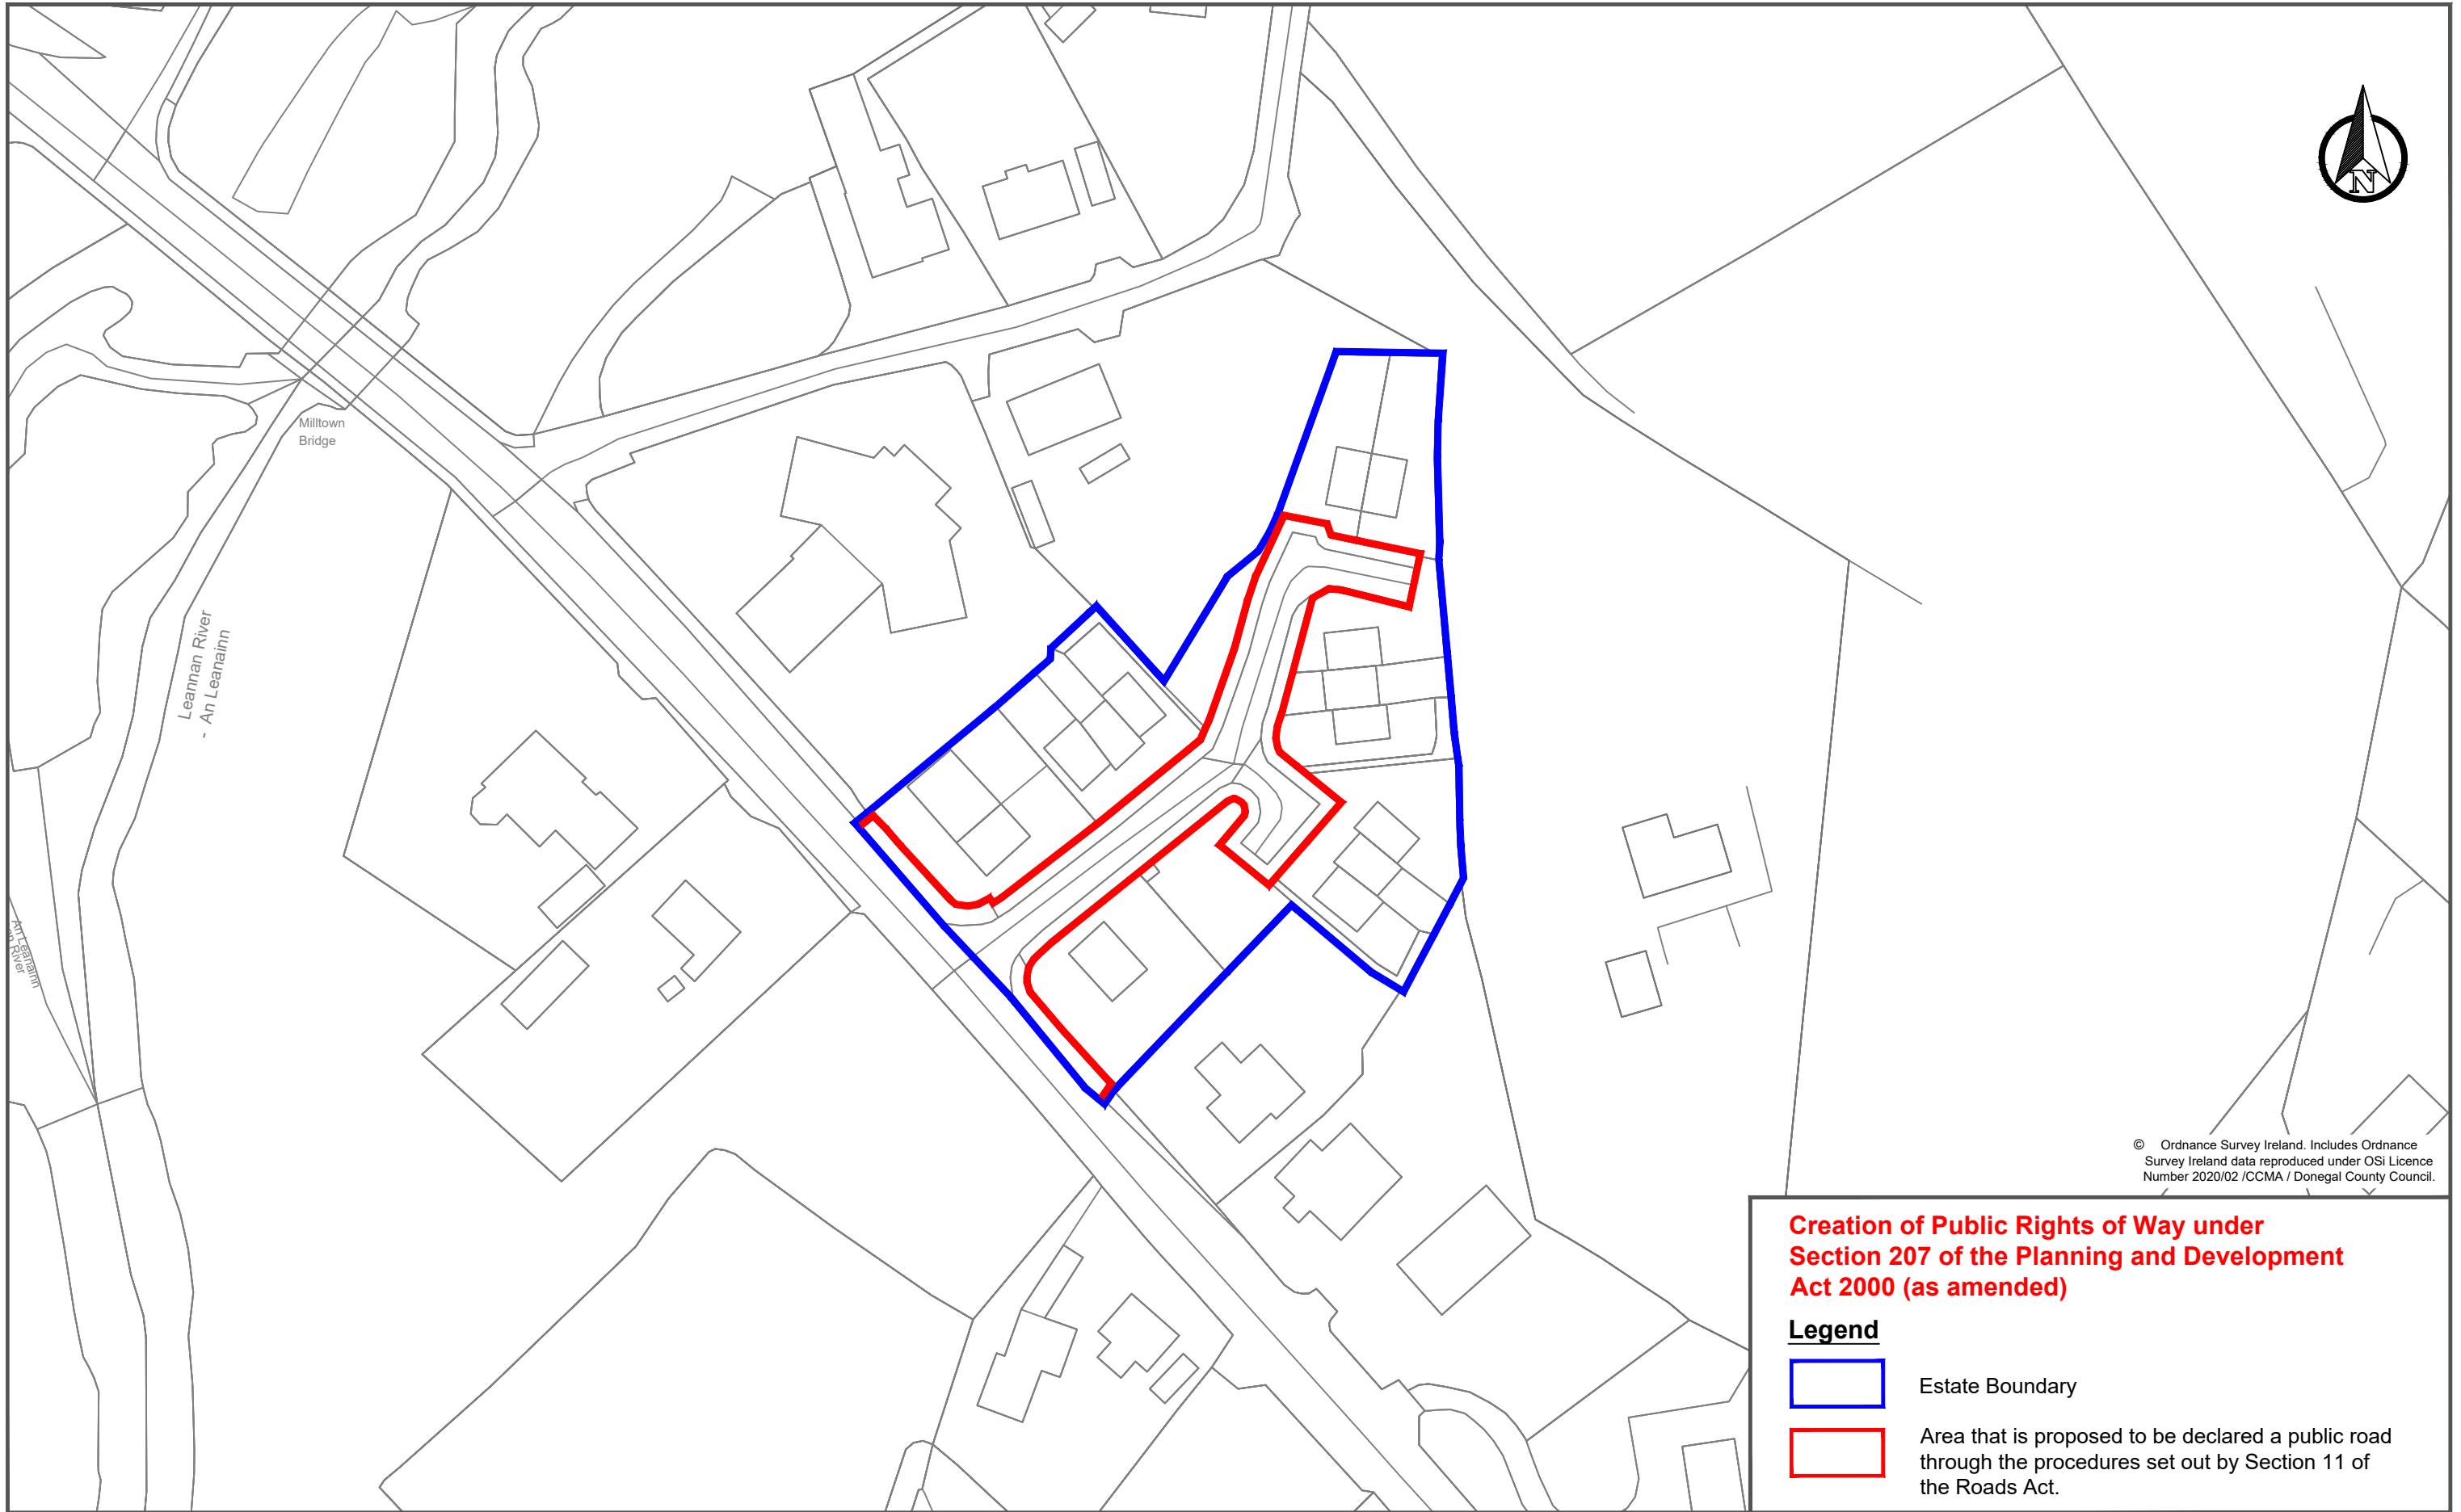 N
Milltown
Bridge
Leannan River
- An Leanainn
An Leanainn
River
© Ordnance Survey Ireland. Includes Ordnance
Survey Ireland data reproduced under OSi Licence
Number 2020/02 /CCMA / Donegal County Council.
Creation of Public Rights of Way under
Section 207 of the Planning and Development
Act 2000 (as amended)
Legend
Estate Boundary
Area that is proposed to be declared a public road
through the procedures set out by Section 11 of
the Roads Act.